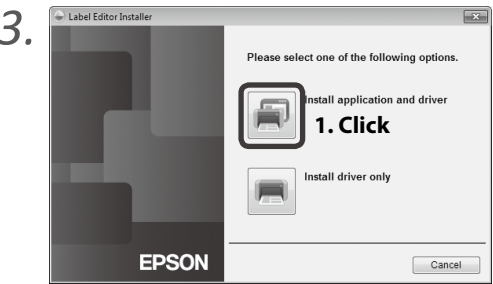 3.
Label Editor Installer
Please select one of the following options.
Install application and driver
1. Click
Install driver only
EPSON
Cancel